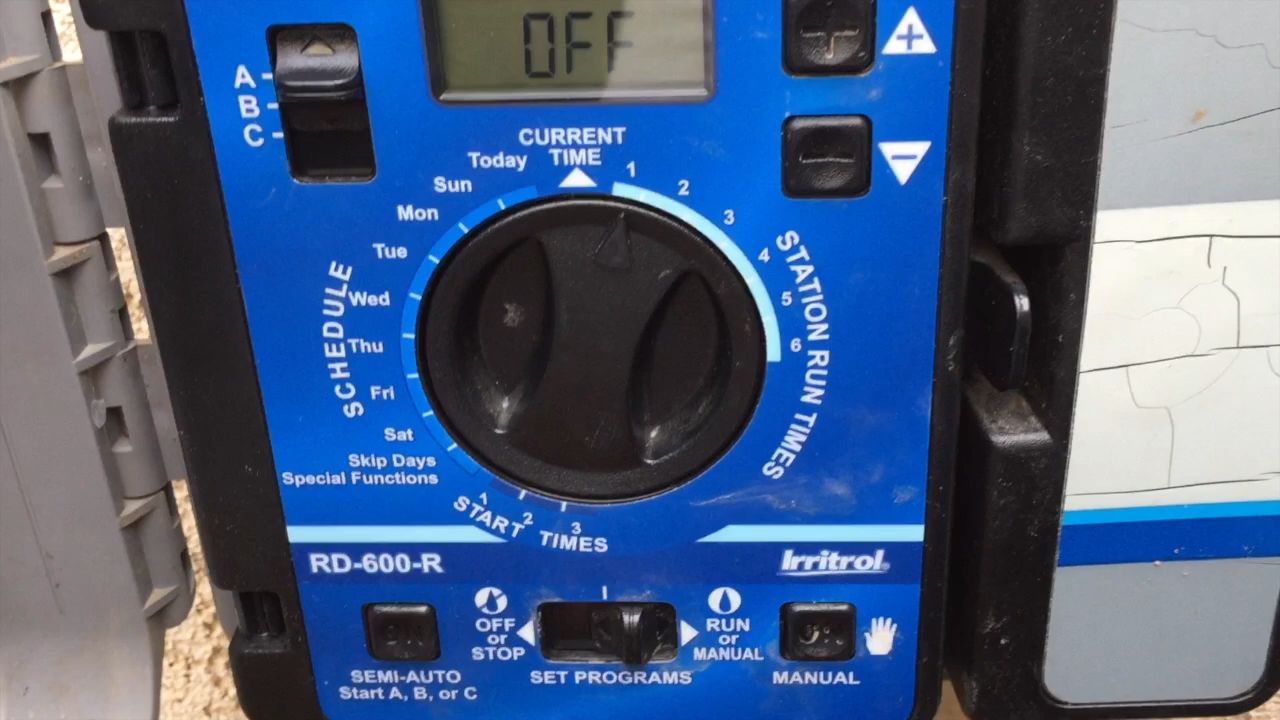 OFF
A
B
C
CURRENT
TIME
Today
Sun
Mon
Tue
Wed
Thu
Fri
Sat
Skip Days
Special Functions
SCHEDULE
1
2
3
4
5
6
STATION RUN TIMES
1
2
3
START TIMES
RD-600-R
Irritrol
OFF
or
STOP
RUN
or
MANUAL
SEMI-AUTO
Start A, B, or C
SET PROGRAMS
MANUAL